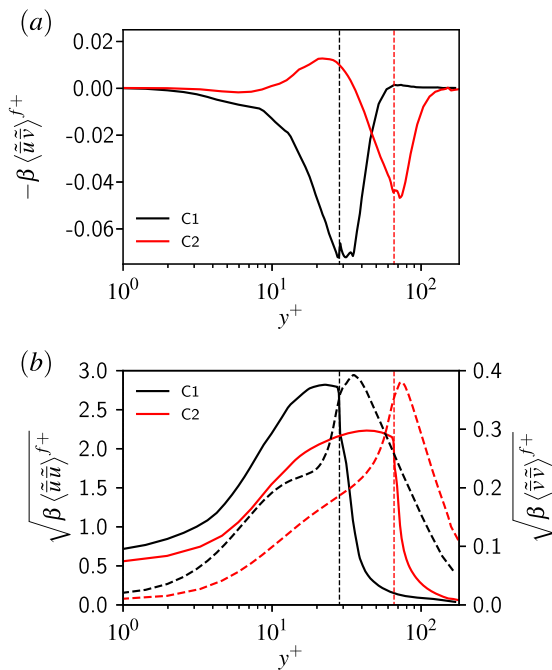 (a)
−β ⟨ũ̃ṽ̃⟩^f+
0.02
0.00
−0.02
−0.04
−0.06
C1
C2
10^0
10^1
10^2
y^+
(b)
√β ⟨ũ̃ũ̃⟩^f+
3.0
2.5
2.0
1.5
1.0
0.5
0.0
C1
C2
0.4
0.3
0.2
0.1
0.0
√β ⟨ṽ̃ṽ̃⟩^f+
10^0
10^1
10^2
y^+